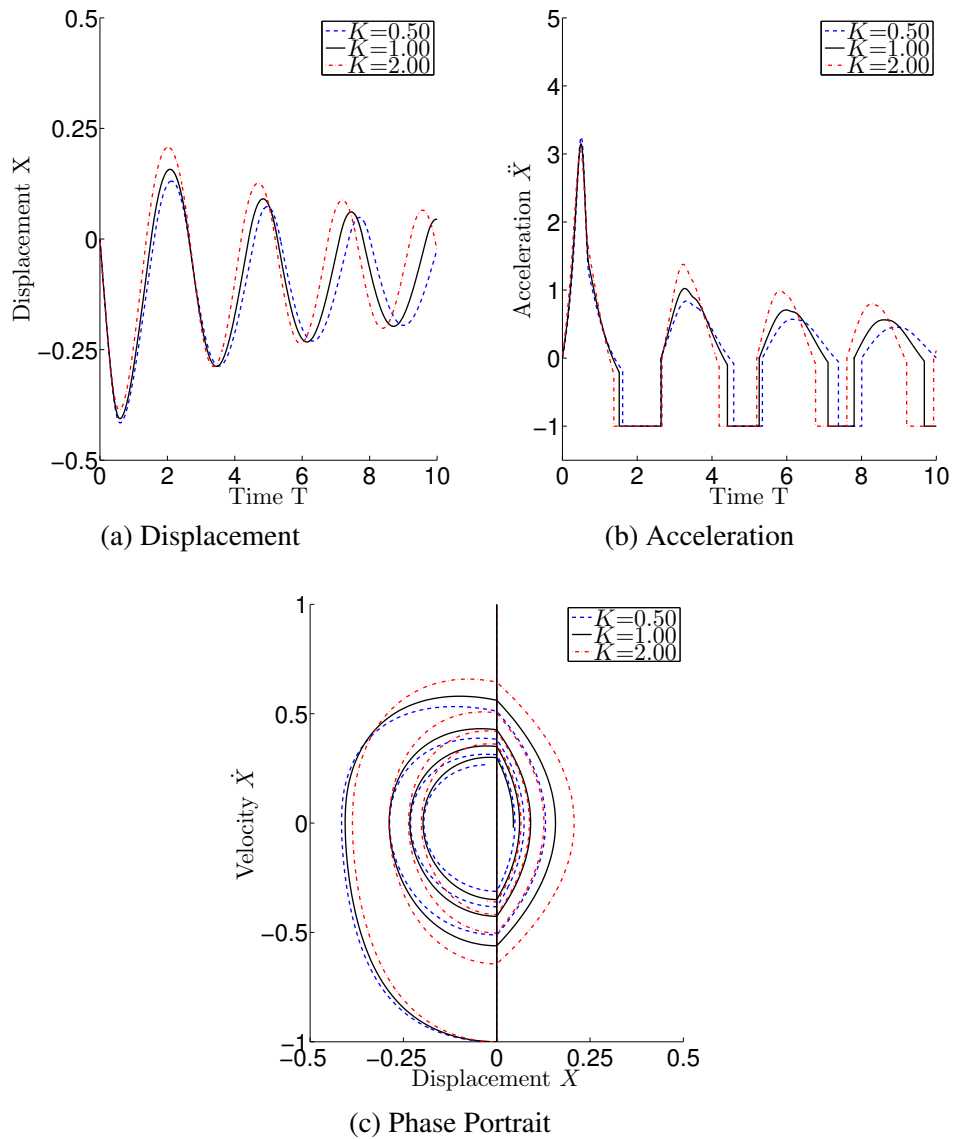 0.5
0.25
0
−0.25
−0.5
0 2 4 6 8 10
Displacement X
Time T
K=0.50
K=1.00
K=2.00
(a) Displacement
5
4
3
2
1
0
−1
0 2 4 6 8 10
Acceleration Ẍ
Time T
K=0.50
K=1.00
K=2.00
(b) Acceleration
1
0.5
0
−0.5
−1
−0.5 −0.25 0 0.25 0.5
Velocity Ẋ
Displacement X
K=0.50
K=1.00
K=2.00
(c) Phase Portrait